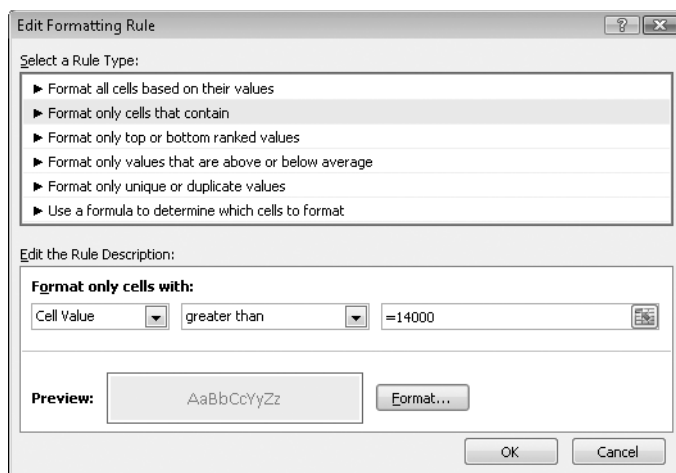 Edit Formatting Rule
Select a Rule Type:
► Format all cells based on their values
► Format only cells that contain
► Format only top or bottom ranked values
► Format only values that are above or below average
► Format only unique or duplicate values
► Use a formula to determine which cells to format
Edit the Rule Description:
Format only cells with:
Cell Value greater than =14000
Preview: AaBbCcYyZz Format...
OK Cancel